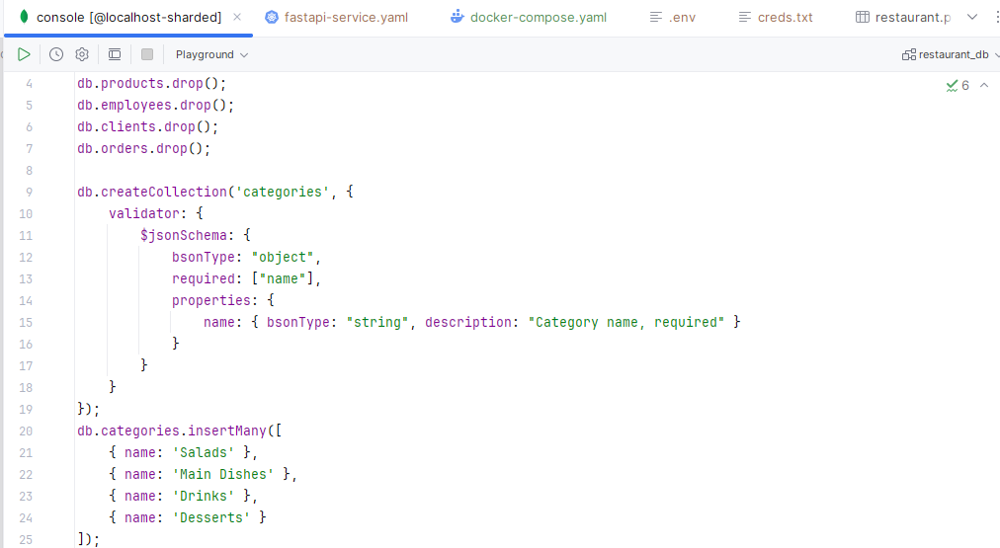 console [@localhost-sharded] × fastapi-service.yaml docker-compose.yaml .env creds.txt restaurant.p
Playground restaurant_db
4 db.products.drop();
6
5 db.employees.drop();
6 db.clients.drop();
7 db.orders.drop();
8
9 db.createCollection('categories', {
10 validator: {
11 $jsonSchema: {
12 bsonType: "object",
13 required: ["name"],
14 properties: {
15 name: { bsonType: "string", description: "Category name, required" }
16 }
17 }
18 }
19 });
20 db.categories.insertMany([
21 { name: 'Salads' },
22 { name: 'Main Dishes' },
23 { name: 'Drinks' },
24 { name: 'Desserts' }
25 ]);